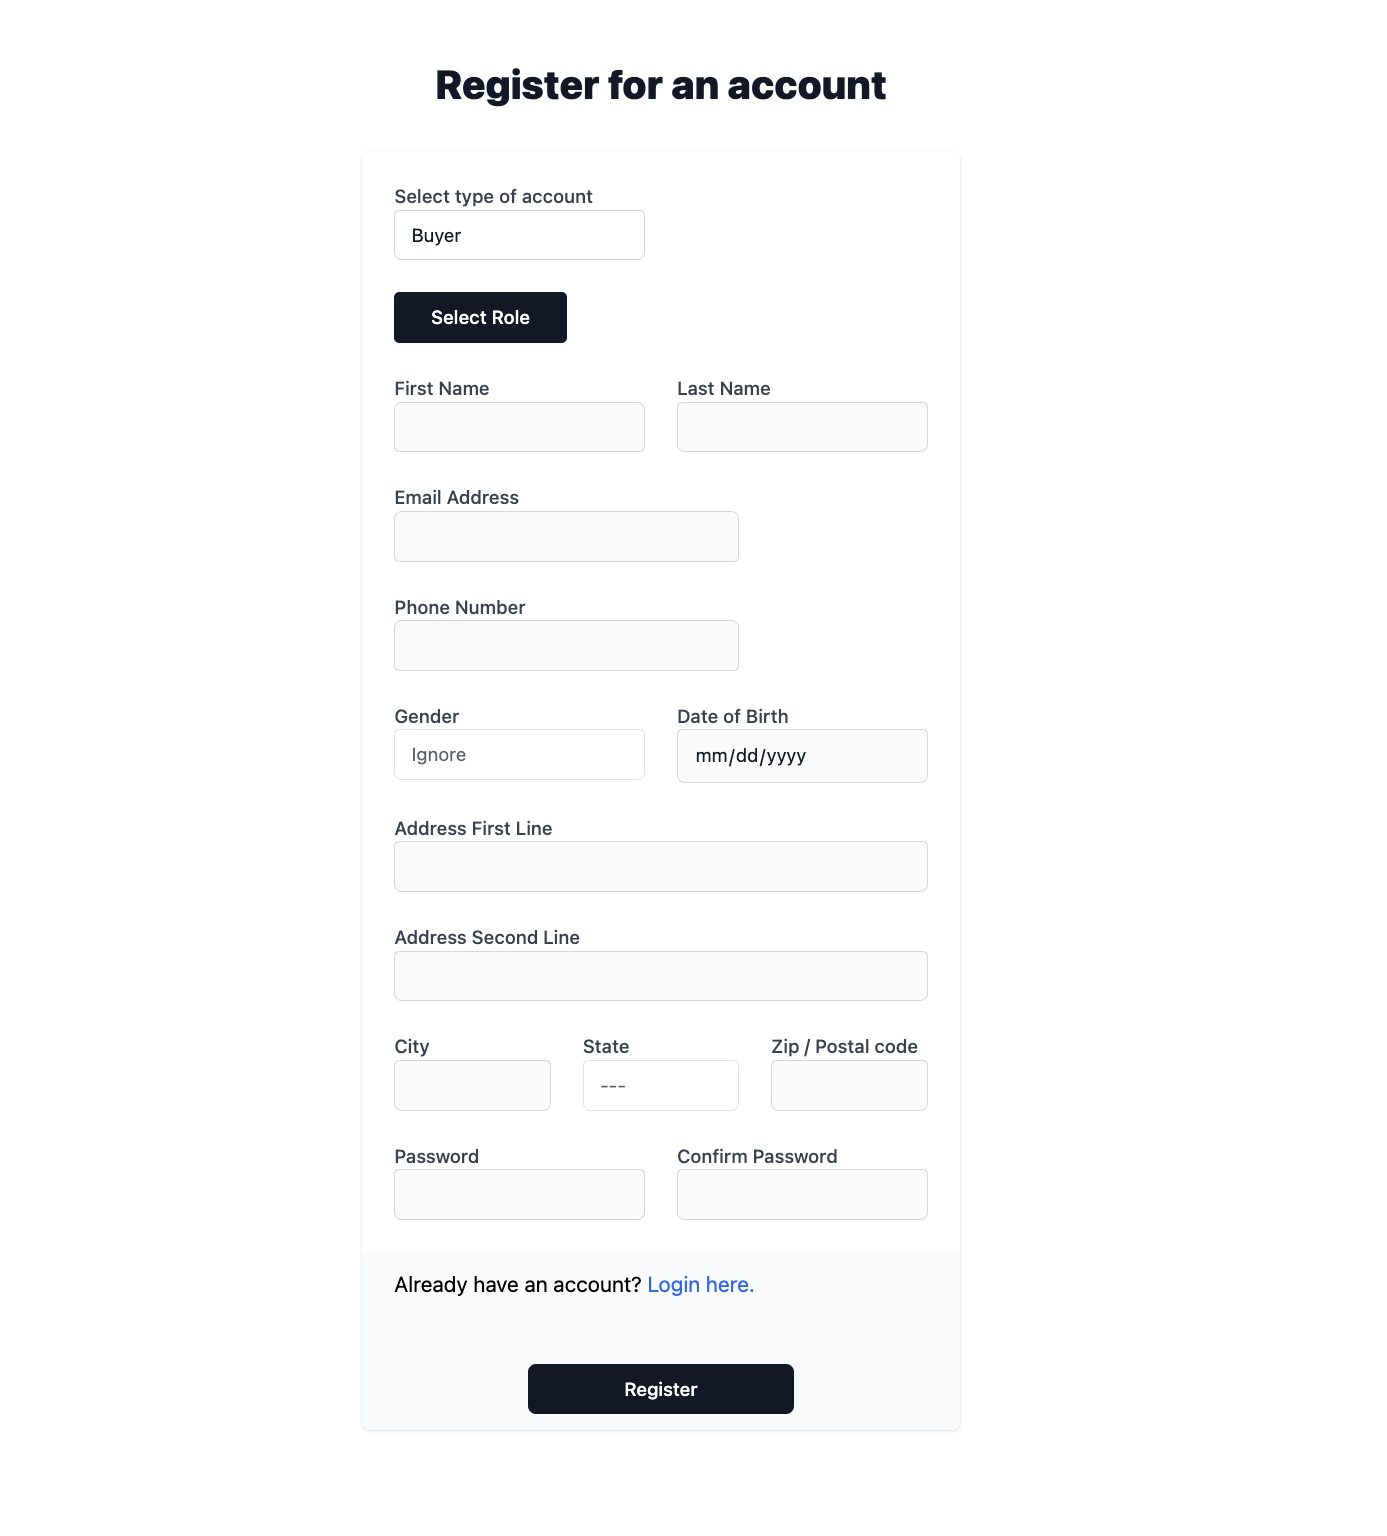 Register for an account
Select type of account
Buyer
Select Role
First Name Last Name
Email Address
Phone Number
Gender Date of Birth
Ignore mm/dd/yyyy
Address First Line
Address Second Line
City State Zip / Postal code
---
Password Confirm Password
Already have an account? Login here.
Register